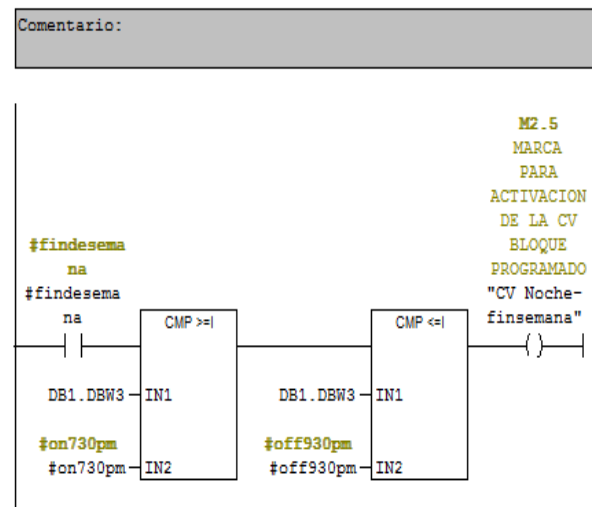 Comentario:
M2.5
MARCA
PARA
ACTIVACION
DE LA CV
BLOQUE
PROGRAMADO
"CV Noche-
finsemana"
#findesema
na
#findesema
na
CMP >=I
CMP <=I
DB1.DBW3
IN1
DB1.DBW3
IN1
#on730pm
#on730pm
IN2
#off930pm
#off930pm
IN2